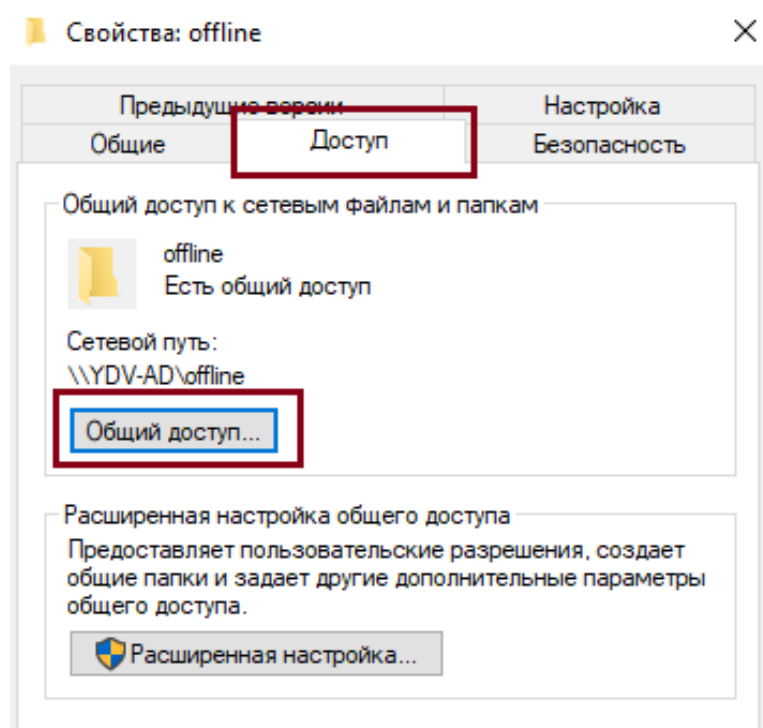 Свойства: offline
Предыдущие версии
Настройка
Общие
Доступ
Безопасность
Общий доступ к сетевым файлам и папкам
offline
Есть общий доступ
Сетевой путь:
\\YDV-AD\offline
Общий доступ...
Расширенная настройка общего доступа
Предоставляет пользовательские разрешения, создает
общие папки и задает другие дополнительные параметры
общего доступа.
Расширенная настройка...